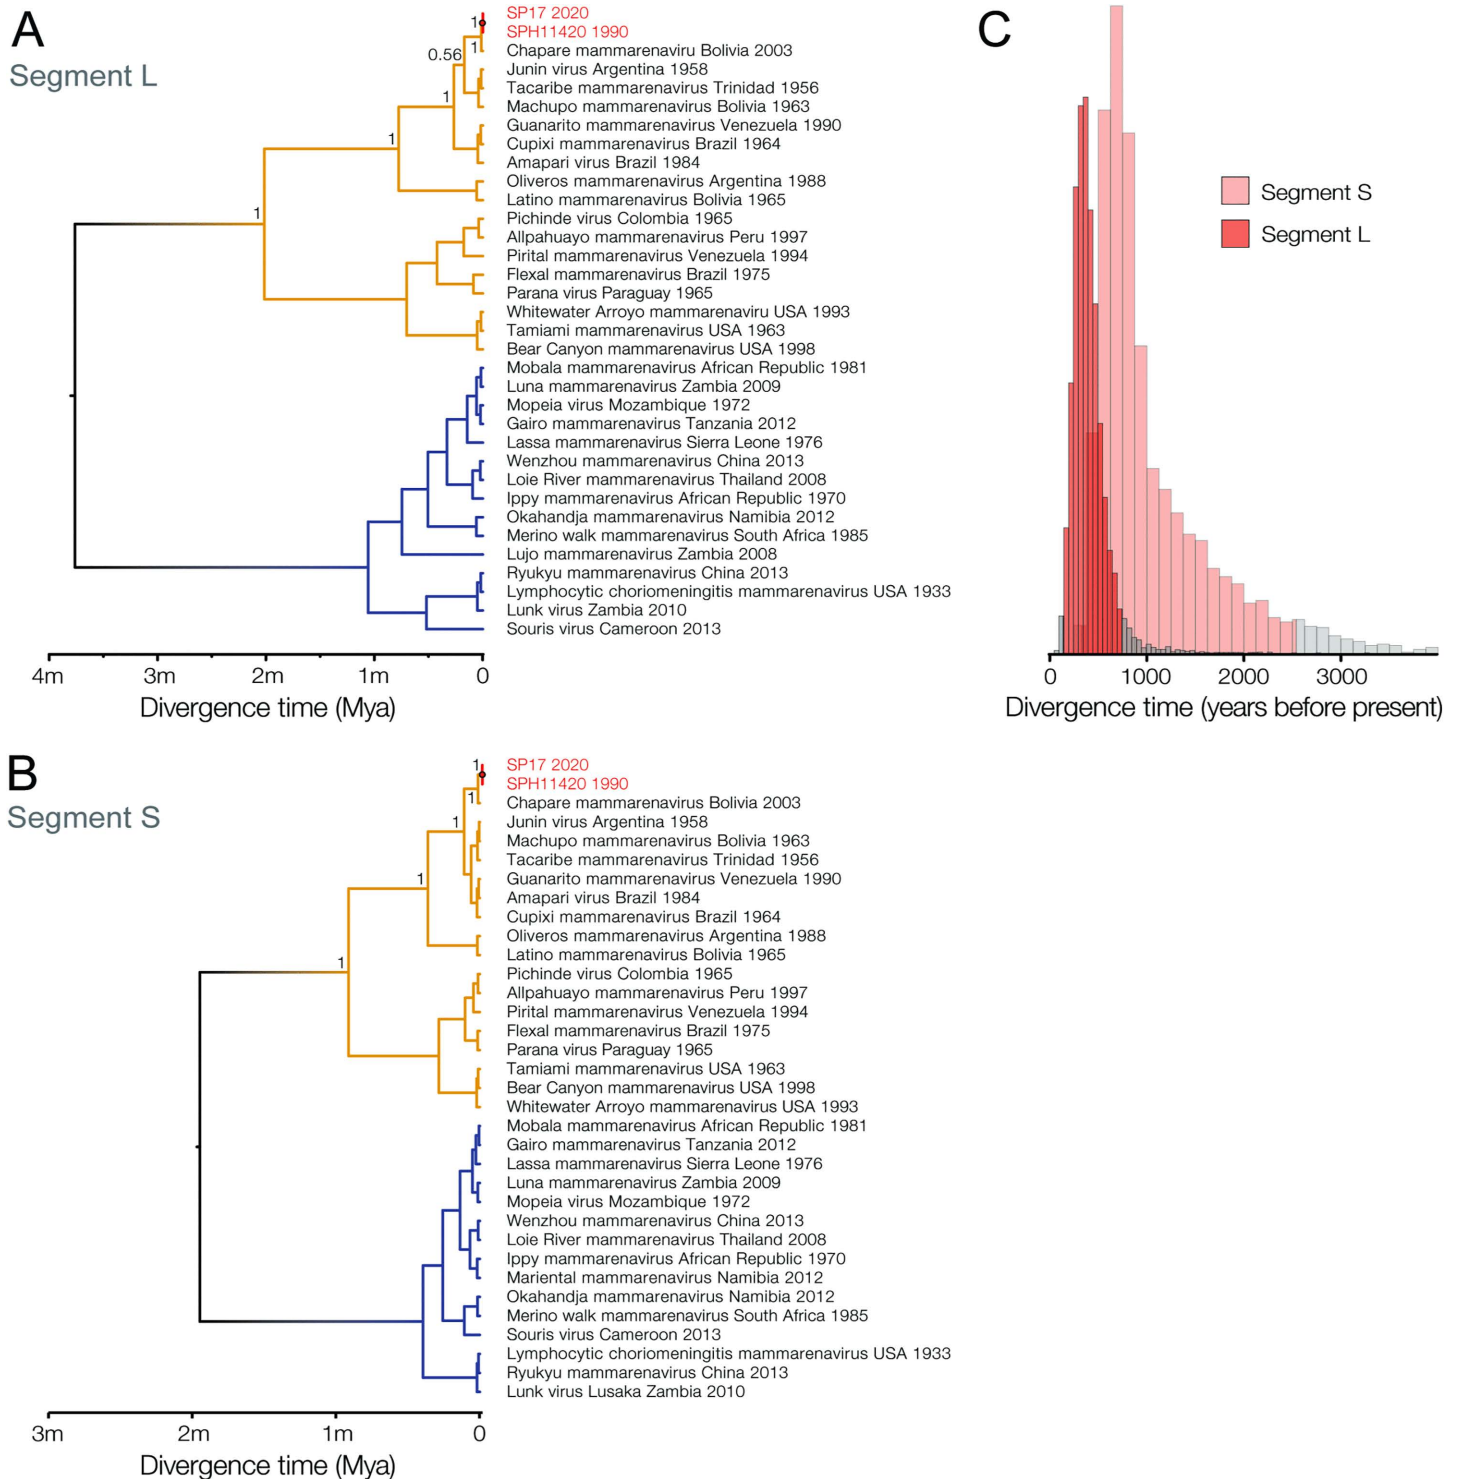 A
Segment L
1
SP17 2020
SPH11420 1990
1
Chapare mammarenaviru Bolivia 2003
0.56
Junin virus Argentina 1958
Tacaribe mammarenavirus Trinidad 1956
1
Machupo mammarenavirus Bolivia 1963
Guanarito mammarenavirus Venezuela 1990
1
Cupixi mammarenavirus Brazil 1964
Amapari virus Brazil 1984
Oliveros mammarenavirus Argentina 1988
Latino mammarenavirus Bolivia 1965
1
Pichinde virus Colombia 1965
Allpahuayo mammarenavirus Peru 1997
Pirital mammarenavirus Venezuela 1994
Flexal mammarenavirus Brazil 1975
Parana virus Paraguay 1965
Whitewater Arroyo mammarenaviru USA 1993
Tamiami mammarenavirus USA 1963
Bear Canyon mammarenavirus USA 1998
Mobala mammarenavirus African Republic 1981
Luna mammarenavirus Zambia 2009
Mopeia virus Mozambique 1972
Gairo mammarenavirus Tanzania 2012
Lassa mammarenavirus Sierra Leone 1976
Wenzhou mammarenavirus China 2013
Loie River mammarenavirus Thailand 2008
Ippy mammarenavirus African Republic 1970
Okahandja mammarenavirus Namibia 2012
Merino walk mammarenavirus South Africa 1985
Lujo mammarenavirus Zambia 2008
Ryukyu mammarenavirus China 2013
Lymphocytic choriomeningitis mammarenavirus USA 1933
Lunk virus Zambia 2010
Souris virus Cameroon 2013
4m 3m 2m 1m 0
Divergence time (Mya)
C
Segment S
Segment L
0 1000 2000 3000
Divergence time (years before present)
B
Segment S
1
SP17 2020
SPH11420 1990
1
Chapare mammarenavirus Bolivia 2003
1
Junin virus Argentina 1958
Machupo mammarenavirus Bolivia 1963
Tacaribe mammarenavirus Trinidad 1956
1
Guanarito mammarenavirus Venezuela 1990
Amapari virus Brazil 1984
Cupixi mammarenavirus Brazil 1964
Oliveros mammarenavirus Argentina 1988
Latino mammarenavirus Bolivia 1965
1
Pichinde virus Colombia 1965
Allpahuayo mammarenavirus Peru 1997
Pirital mammarenavirus Venezuela 1994
Flexal mammarenavirus Brazil 1975
Parana virus Paraguay 1965
Tamiami mammarenavirus USA 1963
Bear Canyon mammarenavirus USA 1998
Whitewater Arroyo mammarenavirus USA 1993
Mobala mammarenavirus African Republic 1981
Gairo mammarenavirus Tanzania 2012
Lassa mammarenavirus Sierra Leone 1976
Luna mammarenavirus Zambia 2009
Mopeia virus Mozambique 1972
Wenzhou mammarenavirus China 2013
Loie River mammarenavirus Thailand 2008
Ippy mammarenavirus African Republic 1970
Mariental mammarenavirus Namibia 2012
Okahandja mammarenavirus Namibia 2012
Merino walk mammarenavirus South Africa 1985
Souris virus Cameroon 2013
Lymphocytic choriomeningitis mammarenavirus USA 1933
Ryukyu mammarenavirus China 2013
Lunk virus Lusaka Zambia 2010
3m 2m 1m 0
Divergence time (Mya)